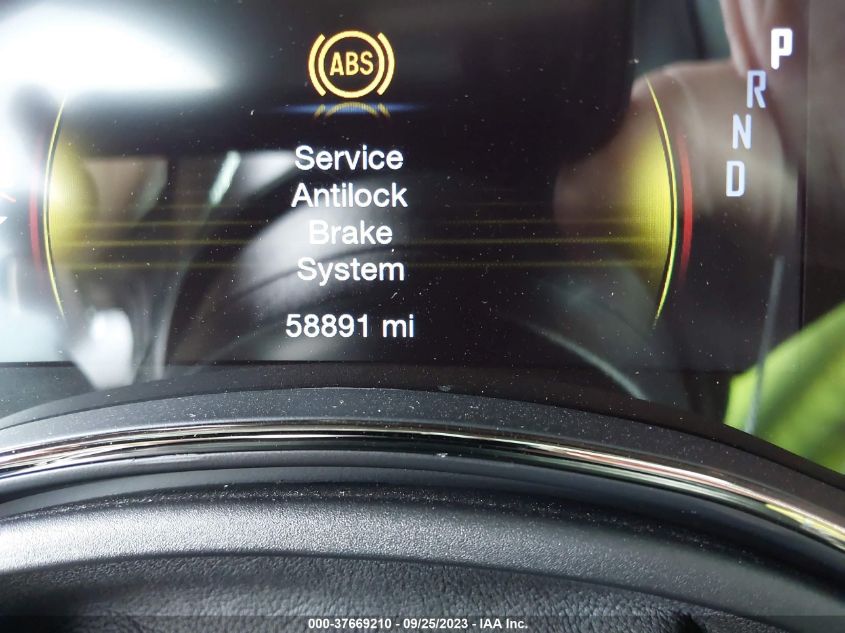 ABS
Service
Antilock
Brake
System
58891 mi
P
R
N
D
000-37669210 - 09/25/2023 - IAA Inc.